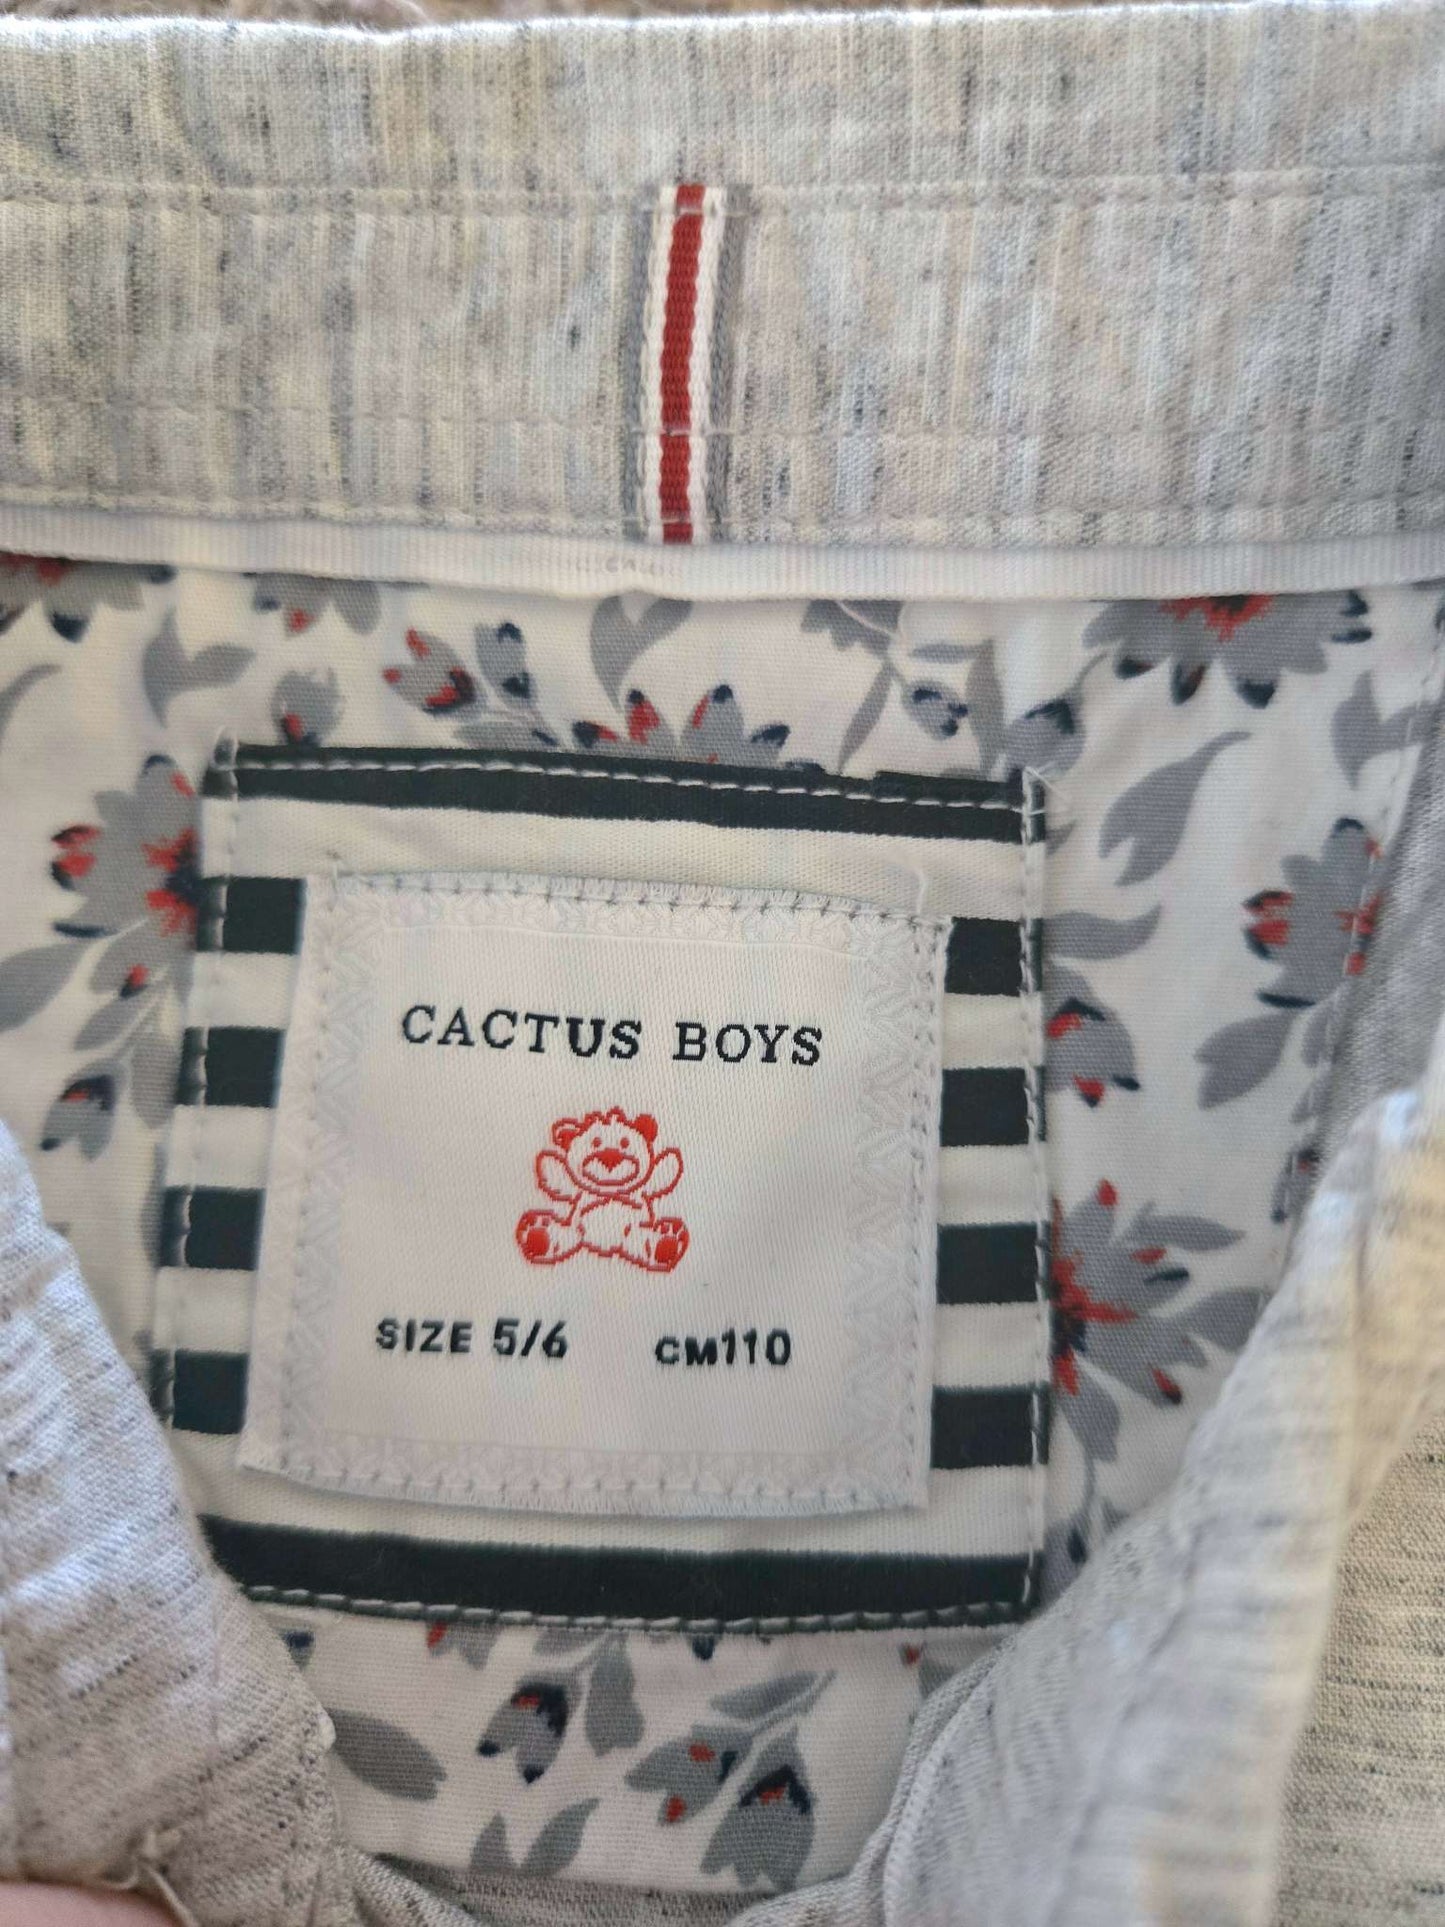 CACTUS BOYS
SIZE 5/6 CM110